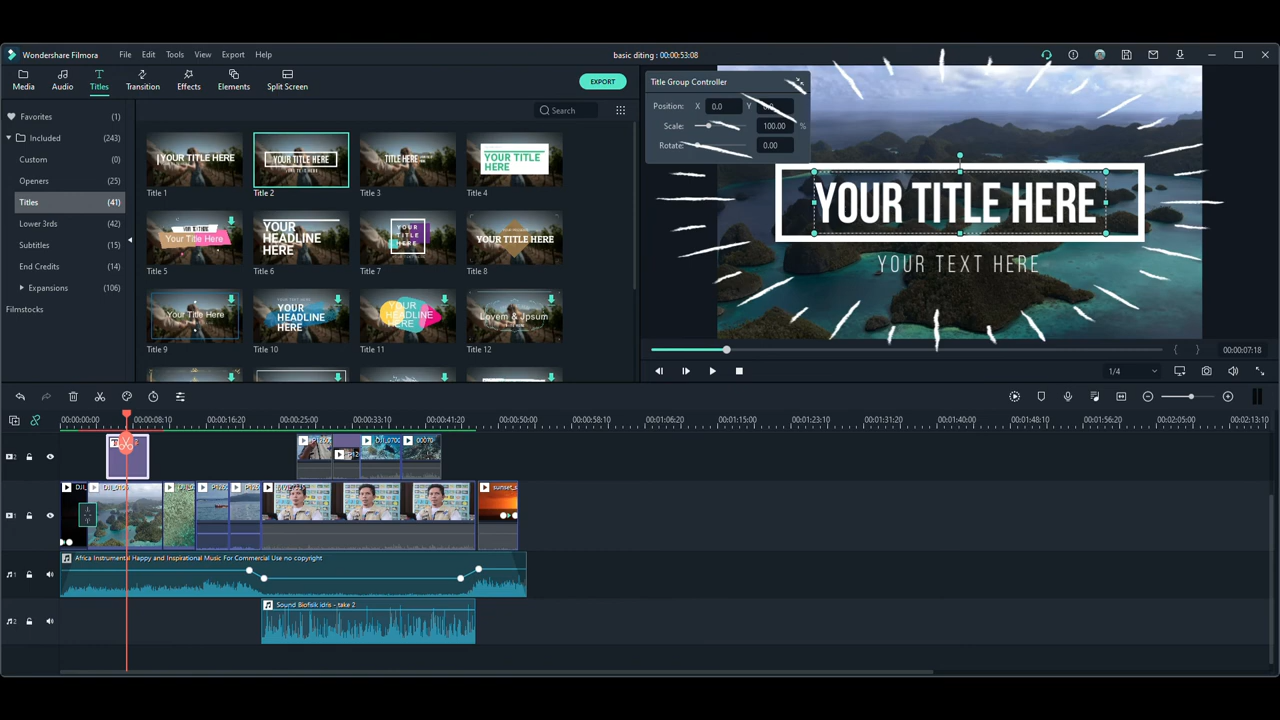 Wondershare Filmora
File Edit Tools View Export Help
basic diting : 00:00:53:08
Media Audio Titles Transition Effects Elements Split Screen
EXPORT
Title Group Controller
Position: X 0.0 Y
Scale: 100.00 %
Rotate: 0.00
Favorites (1)
Included (243)
Custom (0)
Openers (25)
Titles (41)
Lower 3rds (42)
Subtitles (15)
End Credits (14)
Expansions (106)
Filmstocks
Search
YOUR TITLE HERE
Title 1
YOUR TITLE HERE
Title 2
TITLE HERE
Title 3
YOUR TITLE HERE
Title 4
Your Title Here
Title 5
YOUR HEADLINE HERE
Title 6
YOUR TITLE HERE
Title 7
YOUR TITLE HERE
Title 8
Your Title Here
Title 9
YOUR HEADLINE HERE
Title 10
YOUR HEADLINE HERE
Title 11
Lorem & Jpsum
Title 12
YOUR TITLE HERE
YOUR TEXT HERE
00:00:07:18
1/4
00:00:00:00 00:00:08:10 00:00:16:20 00:00:25:00 00:00:33:10 00:00:41:20 00:00:50:00 00:00:58:10 00:01:06:20 00:01:15:00 00:01:23:10 00:01:31:20 00:01:40:00 00:01:48:10 00:01:56:20 00:02:05:00 00:02:13:10
2
DJI_070C 00070
1
DJI_ DJI_0700 sunset_s
1
Africa Instrumental Happy and Inspirational Music For Commercial Use no copyright
2
Sound Biofisik idris - take 2